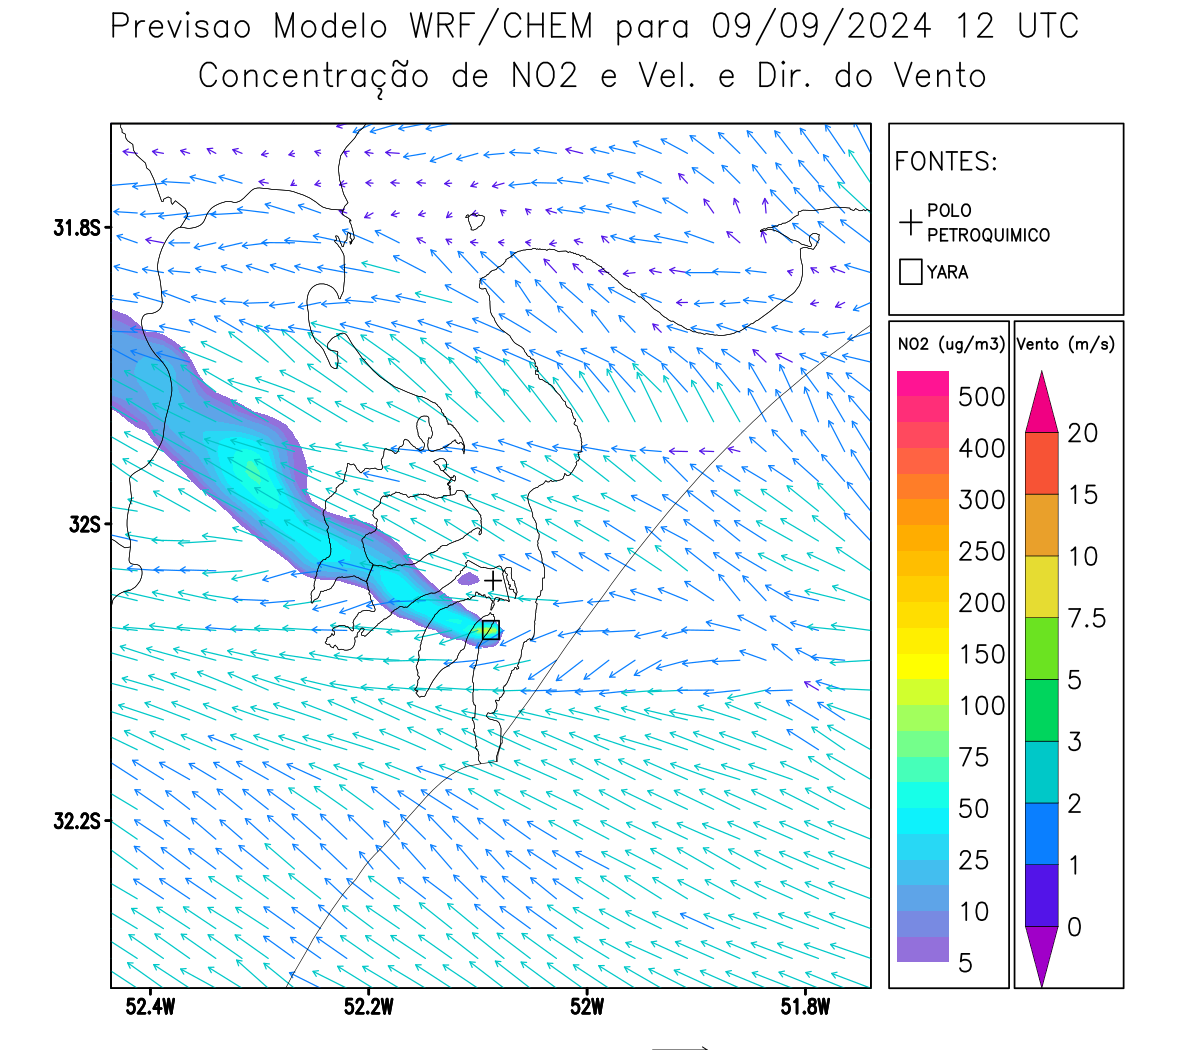 Previsao Modelo WRF/CHEM para 09/09/2024 12 UTC
Concentração de NO2 e Vel. e Dir. do Vento
FONTES:
POLO
PETROQUIMICO
YARA
31.8S
32S
32.2S
52.4W
52.2W
52W
51.8W
NO2 (ug/m3)
500
400
300
250
200
150
100
75
50
25
10
5
Vento (m/s)
20
15
10
7.5
5
3
2
1
0